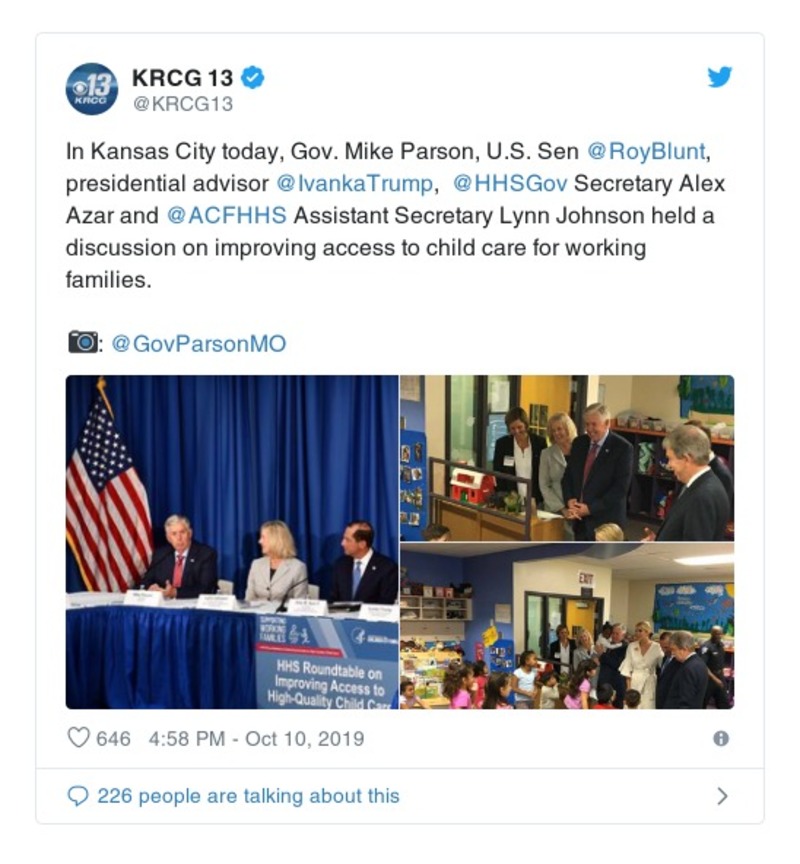 13
KRCG
KRCG 13
@KRCG13
In Kansas City today, Gov. Mike Parson, U.S. Sen @RoyBlunt,
presidential advisor @IvankaTrump, @HHSGov Secretary Alex
Azar and @ACFHHS Assistant Secretary Lynn Johnson held a
discussion on improving access to child care for working
families.
: @GovParsonMO
SUPPORTING
WORKING
FAMILIES
HHS Roundtable on
Improving Access to
High-Quality Child Care
EXIT
646 4:58 PM - Oct 10, 2019
226 people are talking about this